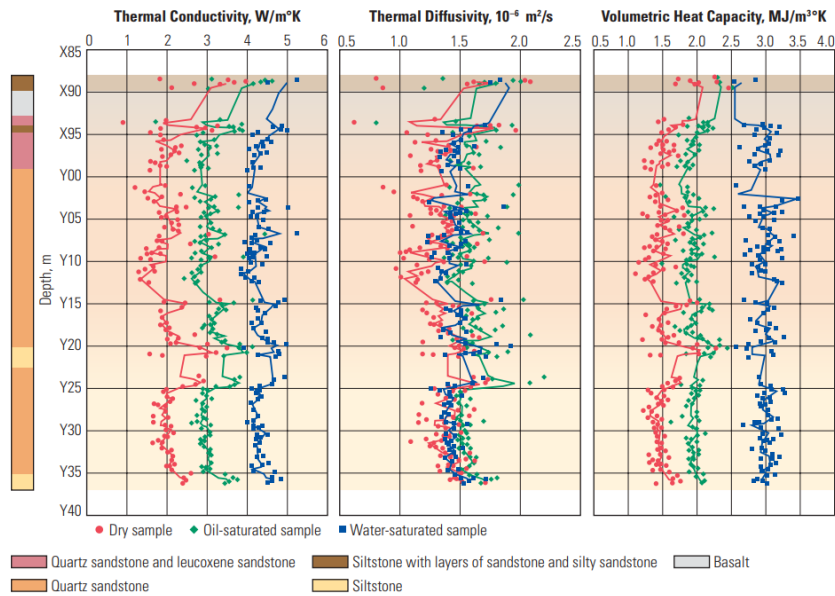 Thermal Conductivity, W/m°K
Thermal Diffusivity, 10⁻⁶ m²/s
Volumetric Heat Capacity, MJ/m³°K
0 1 2 3 4 5 6
0.5 1.0 1.5 2.0 2.5
0.5 1.0 1.5 2.0 2.5 3.0 3.5 4.0
Depth, m
X85
X90
X95
Y00
Y05
Y10
Y15
Y20
Y25
Y30
Y35
Y40
Dry sample
Oil-saturated sample
Water-saturated sample
Quartz sandstone and leucoxene sandstone
Siltstone with layers of sandstone and silty sandstone
Basalt
Quartz sandstone
Siltstone